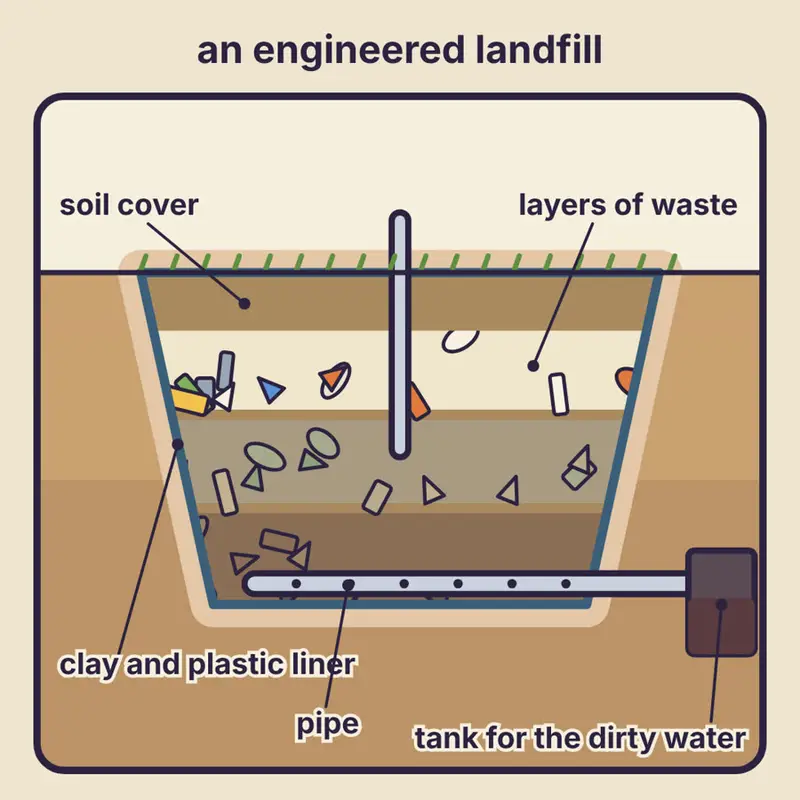 an engineered landfill
soil cover
layers of waste
clay and plastic liner
pipe
tank for the dirty water